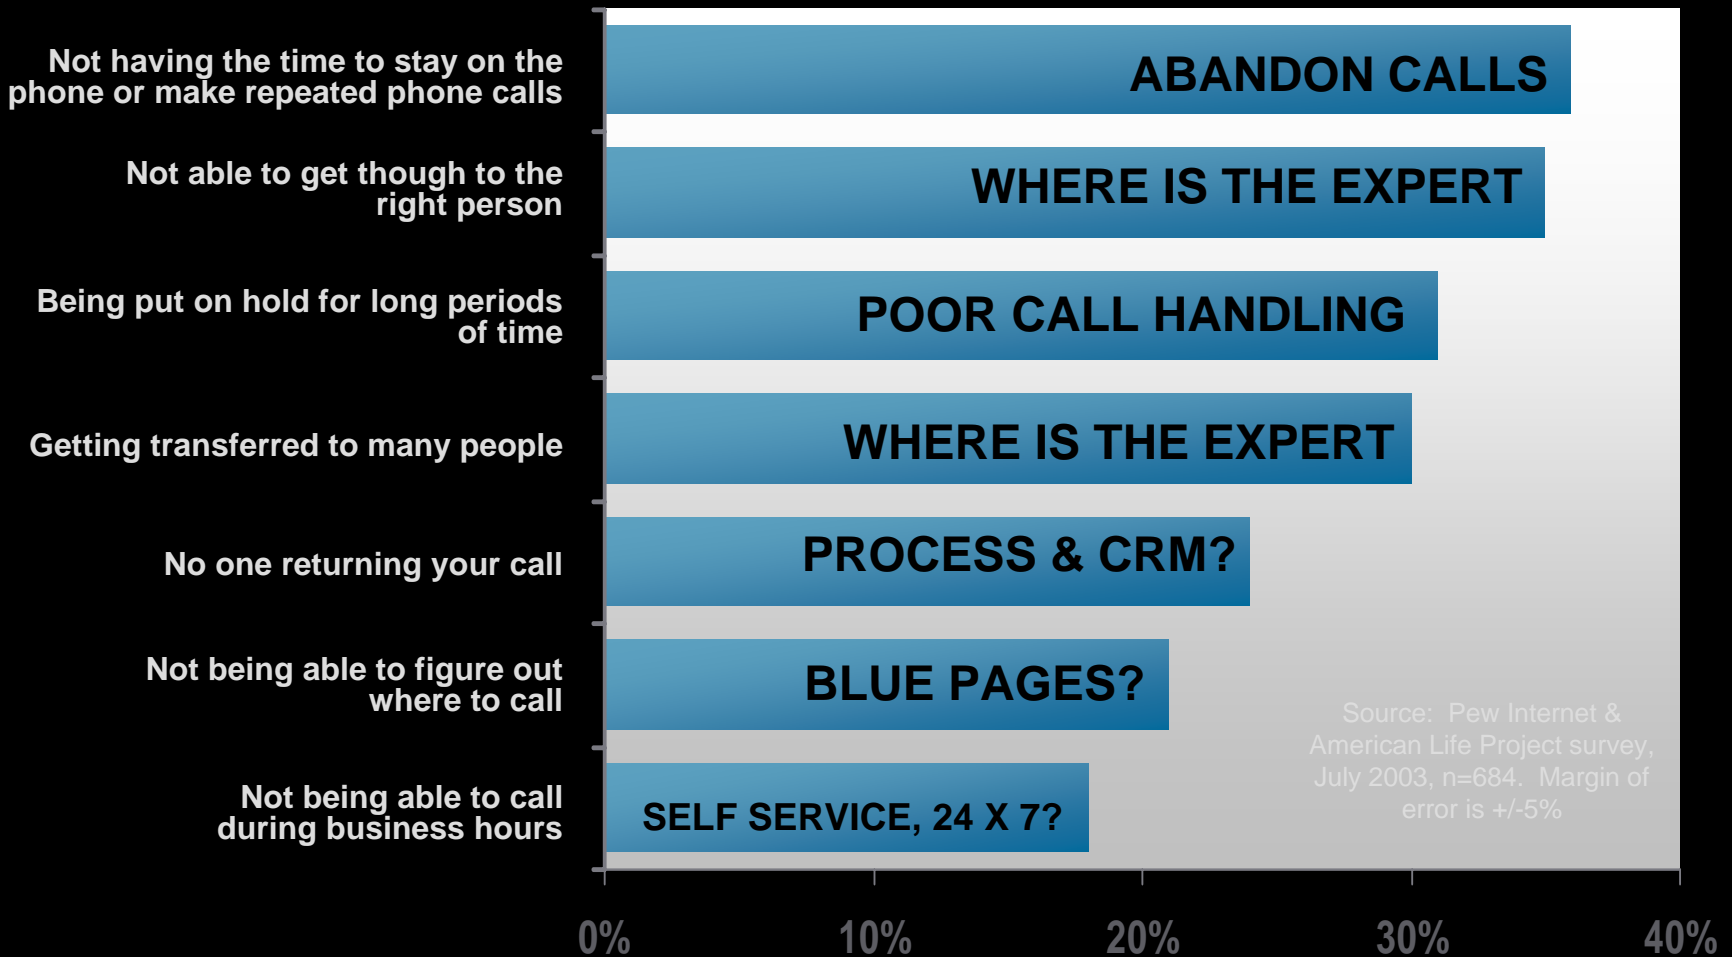 Not having the time to stay on the
phone or make repeated phone calls
ABANDON CALLS
Not able to get though to the
right person
WHERE IS THE EXPERT
Being put on hold for long periods
of time
POOR CALL HANDLING
Getting transferred to many people
WHERE IS THE EXPERT
No one returning your call
PROCESS & CRM?
Not being able to figure out
where to call
BLUE PAGES?
Not being able to call
during business hours
SELF SERVICE, 24 X 7?
Source:  Pew Internet &
American Life Project survey,
July 2003, n=684.  Margin of
error is +/-5%
0% 10% 20% 30% 40%